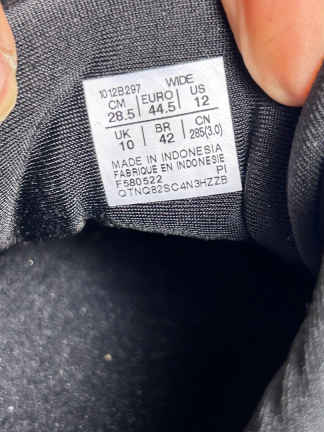 1012B297 WIDE
CM EURO US
28.5 44.5 12
UK BR CN
10 42 285(3.0)
MADE IN INDONESIA
FABRIQUE EN INDONESIE
F580522 PI
QTNG82SC4N3HZZB